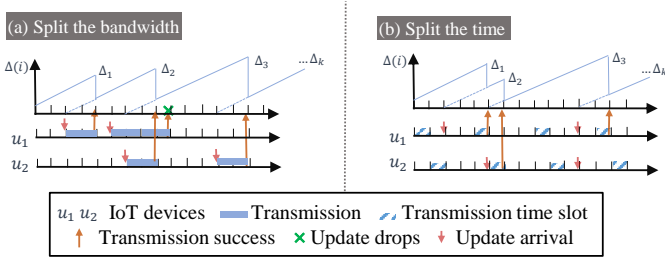 (a) Split the bandwidth
(b) Split the time
Δ(i)
Δ₁
Δ₂
Δ₃
...Δₖ
u₁
u₂
Δ(i)
Δ₁
Δ₂
Δ₃
...Δₖ
u₁
u₂
u₁ u₂ IoT devices Transmission Transmission time slot
Transmission success Update drops Update arrival